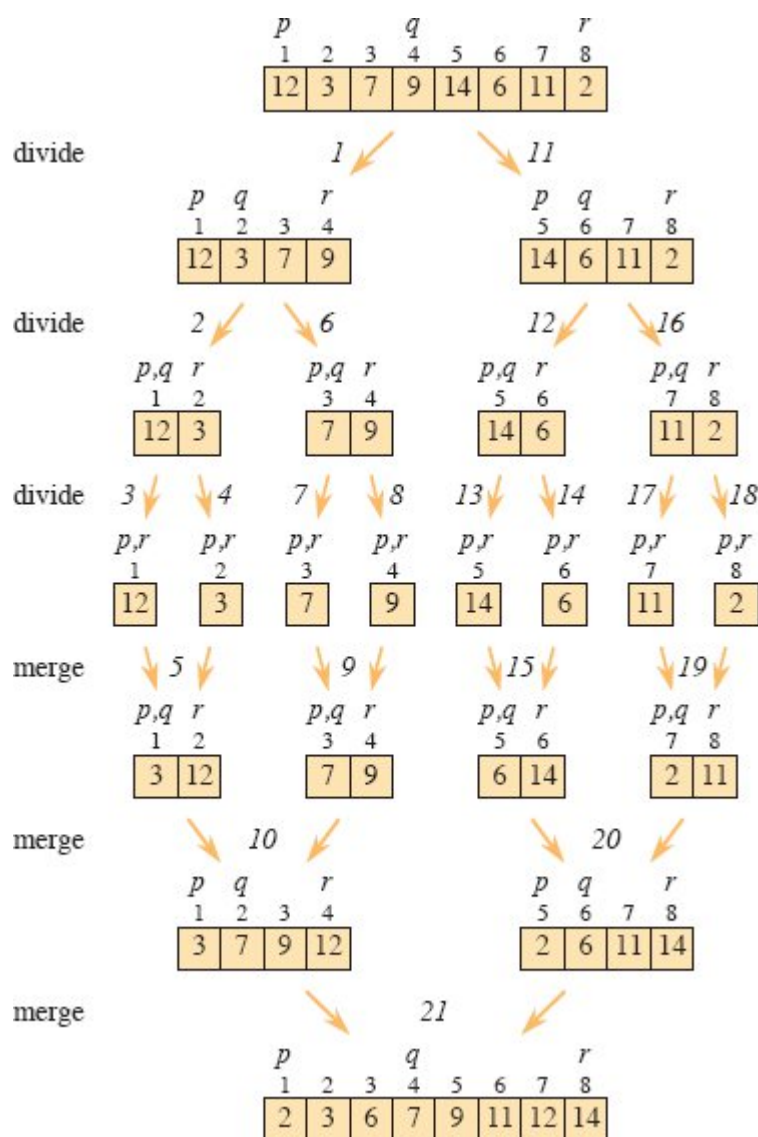 p q r
1 2 3 4 5 6 7 8
12 3 7 9 14 6 11 2
divide 1 11
p q r p q r
1 2 3 4 5 6 7 8
12 3 7 9 14 6 11 2
divide 2 6 12 16
p,q r p,q r p,q r p,q r
1 2 3 4 5 6 7 8
12 3 7 9 14 6 11 2
divide 3 4 7 8 13 14 17 18
p,r p,r p,r p,r p,r p,r p,r p,r
1 2 3 4 5 6 7 8
12 3 7 9 14 6 11 2
merge 5 9 15 19
p,q r p,q r p,q r p,q r
1 2 3 4 5 6 7 8
3 12 7 9 6 14 2 11
merge 10 20
p q r p q r
1 2 3 4 5 6 7 8
3 7 9 12 2 6 11 14
merge 21
p q r
1 2 3 4 5 6 7 8
2 3 6 7 9 11 12 14